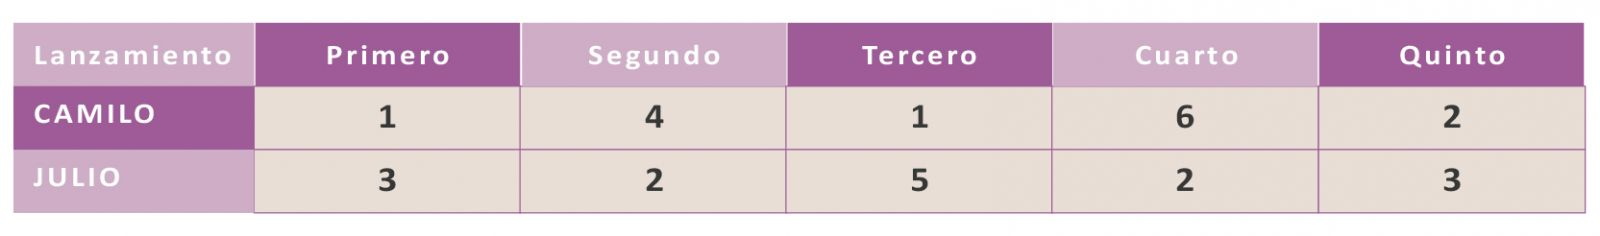 Lanzamiento Primero Segundo Tercero Cuarto Quinto
CAMILO 1 4 1 6 2
JULIO 3 2 5 2 3